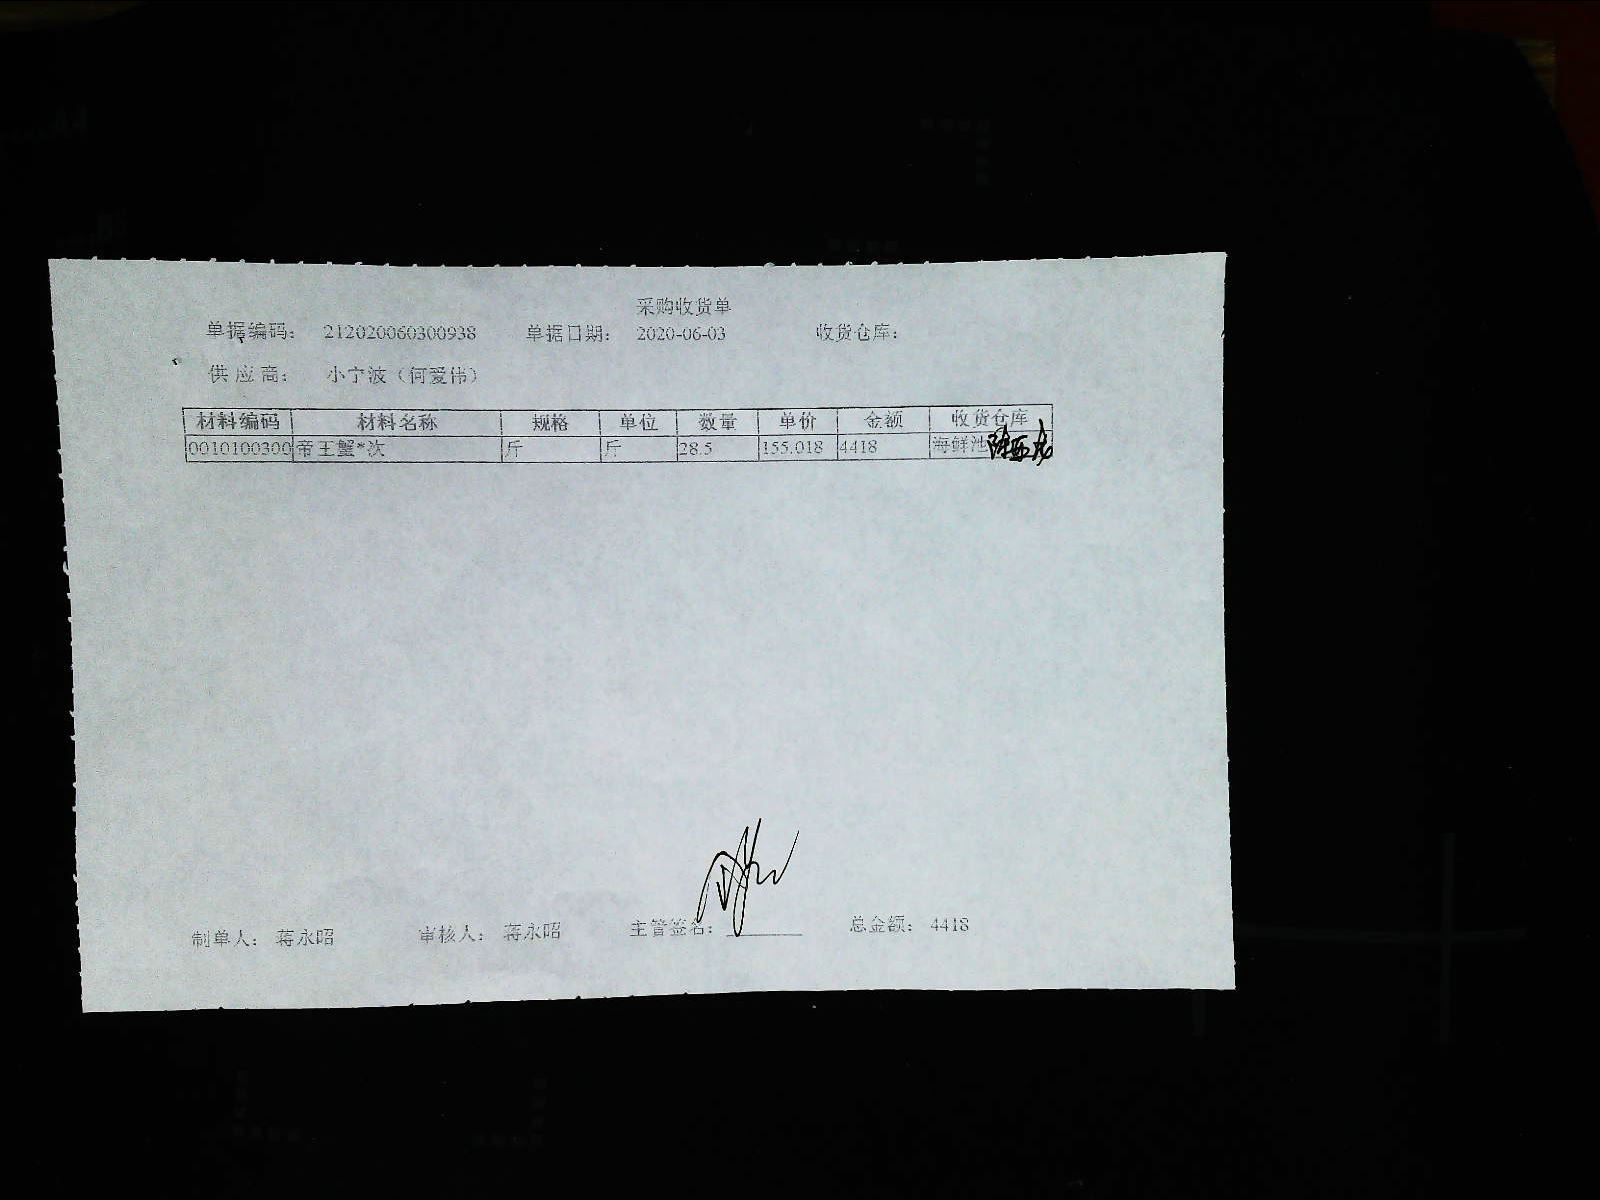 采购收货单
单据编码： 212020060300938 单据日期： 2020-06-03 收货仓库：
供 应 商： 小宁波（何爱伟）
材料编码 材料名称 规格 单位 数量 单价 金额 收货仓库
0010100300 帝王蟹*次 斤 斤 28.5 155.018 4418 海鲜池
制单人： 蒋永昭 审核人： 蒋永昭 主管签名： 总金额： 4418